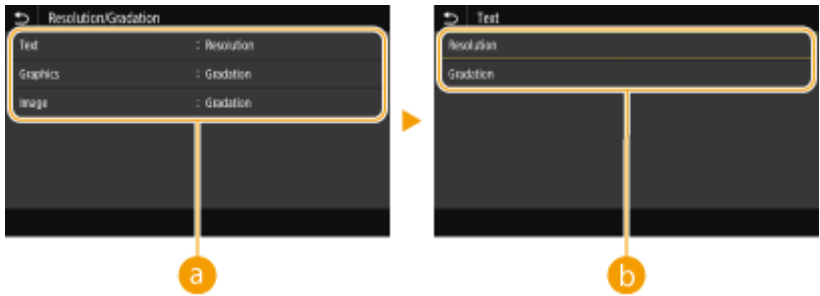 Resolution/Gradation
Text : Resolution
Graphics : Gradation
Image : Gradation
a
Text
Resolution
Gradation
b